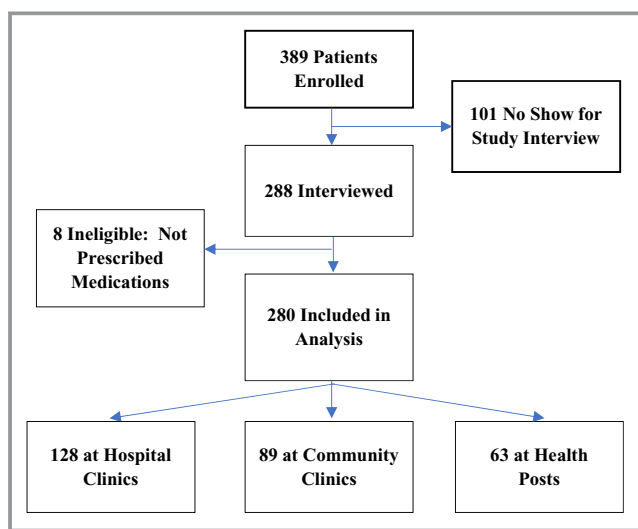 389 Patients
Enrolled
101 No Show for
Study Interview
288 Interviewed
8 Ineligible:  Not
Prescribed
Medications
280 Included in
Analysis
128 at Hospital
Clinics
89 at Community
Clinics
63 at Health
Posts